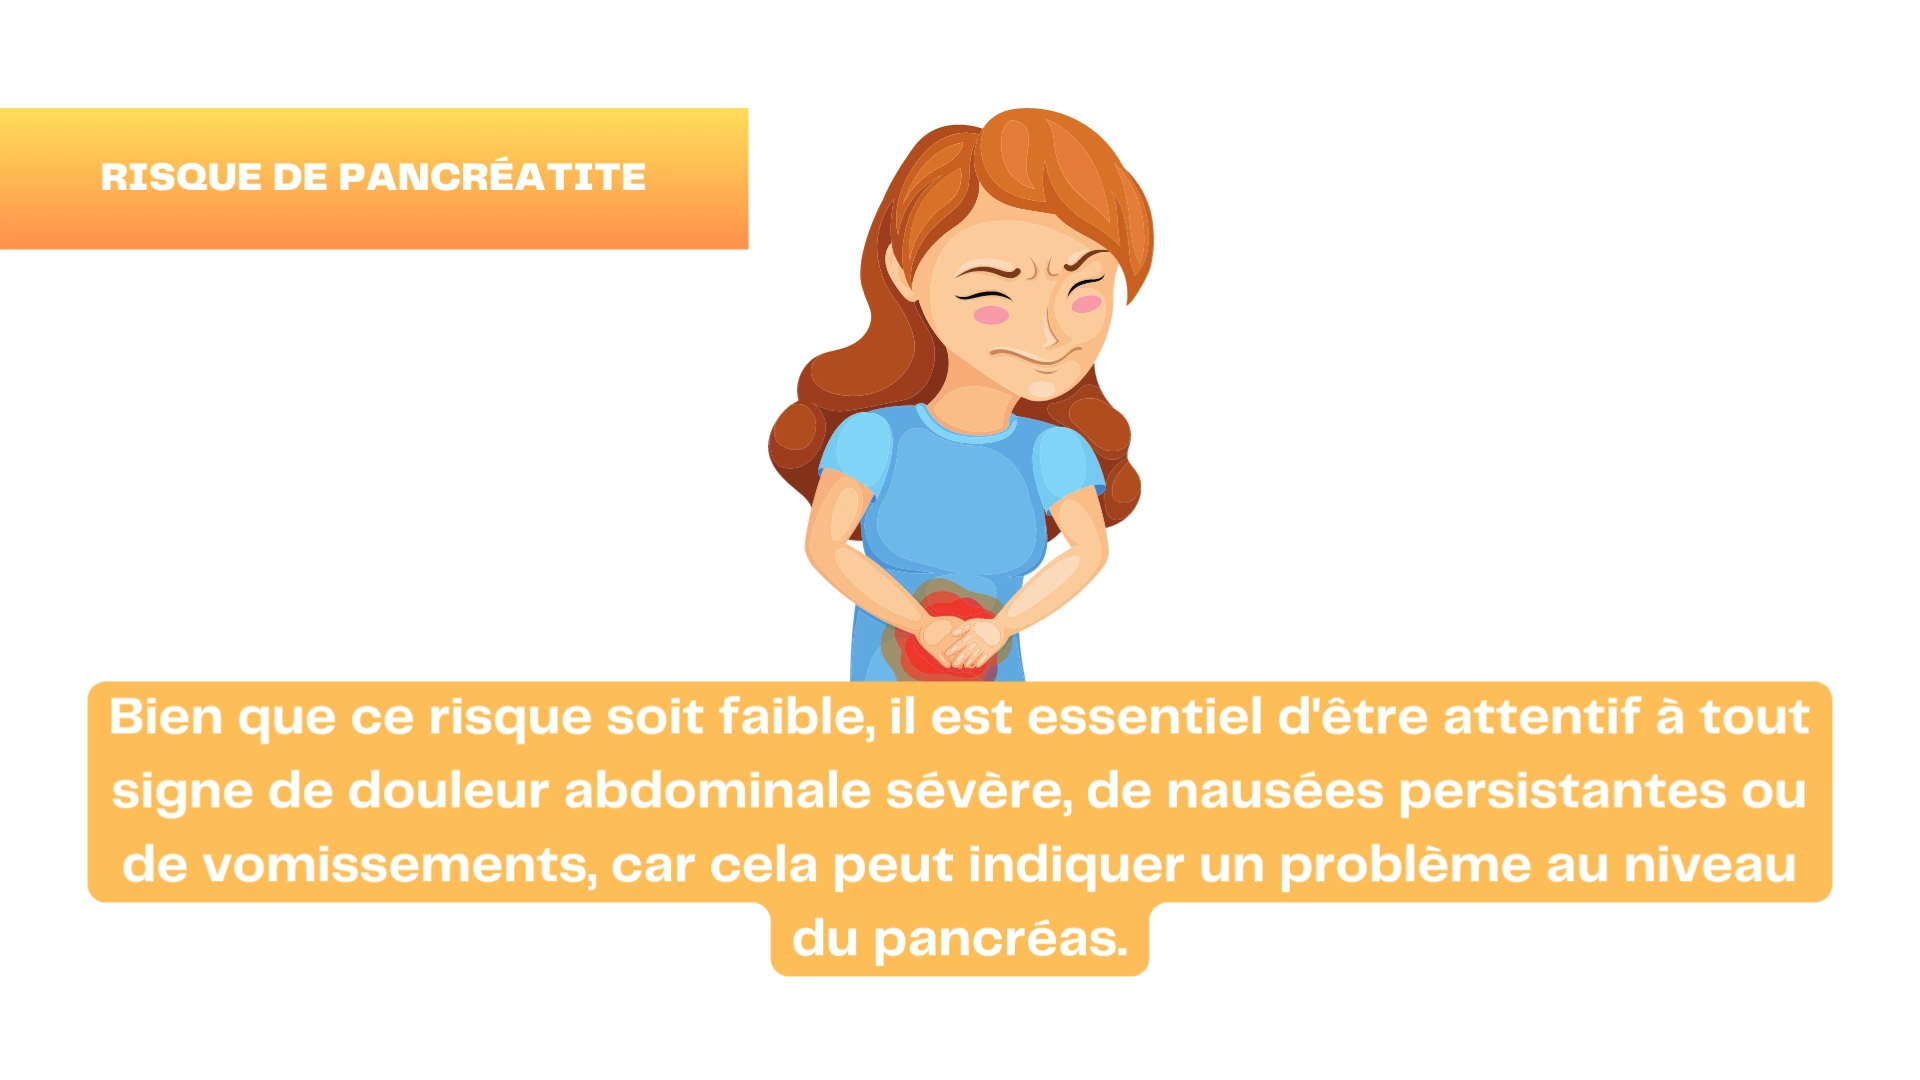 RISQUE DE PANCRÉATITE
Bien que ce risque soit faible, il est essentiel d'être attentif à tout
signe de douleur abdominale sévère, de nausées persistantes ou
de vomissements, car cela peut indiquer un problème au niveau
du pancréas.